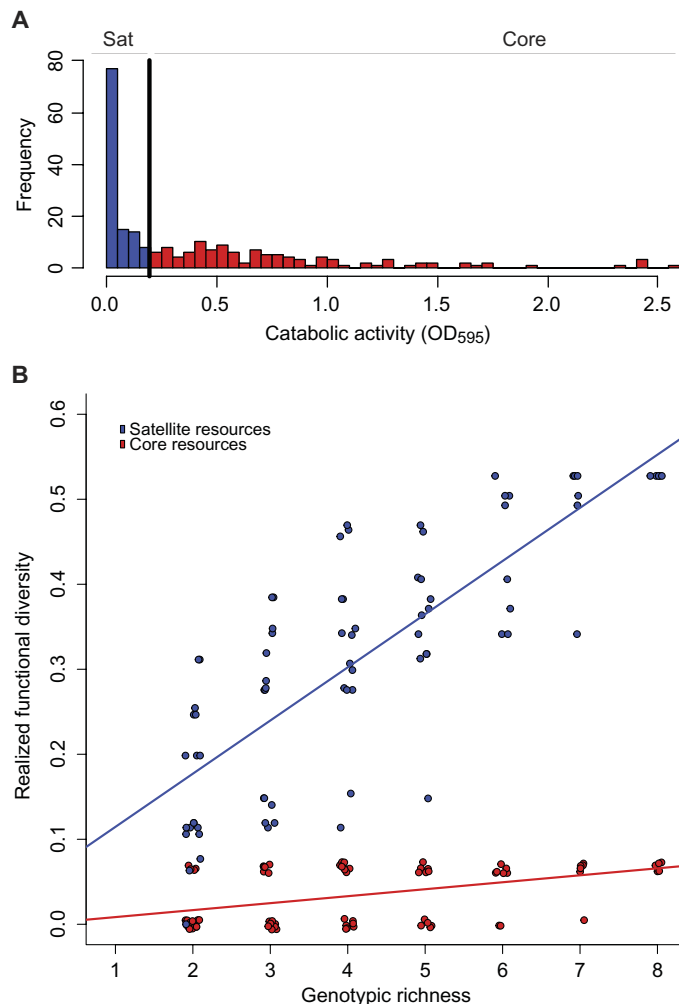 A
Sat Core
80
60
40
20
0
Frequency
0.0 0.5 1.0 1.5 2.0 2.5
Catabolic activity (OD595)
B
Satellite resources
Core resources
0.6
0.5
0.4
0.3
0.2
0.1
0.0
Realized functional diversity
1 2 3 4 5 6 7 8
Genotypic richness